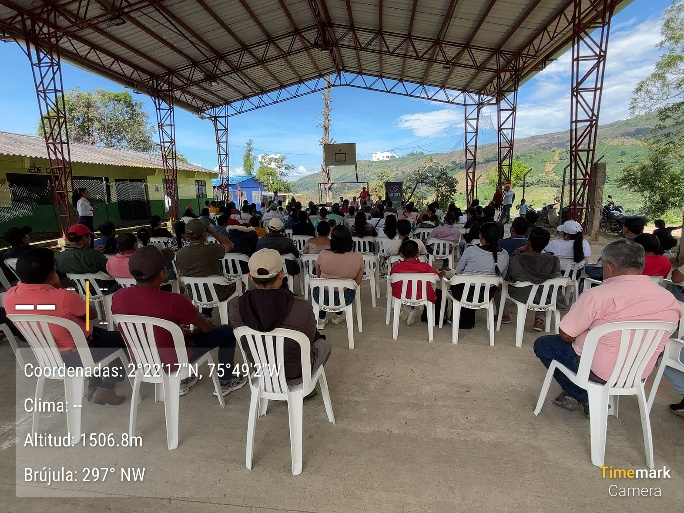 Coordenadas: 2°22'17"N, 75°49'2"W
Clima: --
Altitud: 1506.8m
Brújula: 297° NW
Timemark
Camera